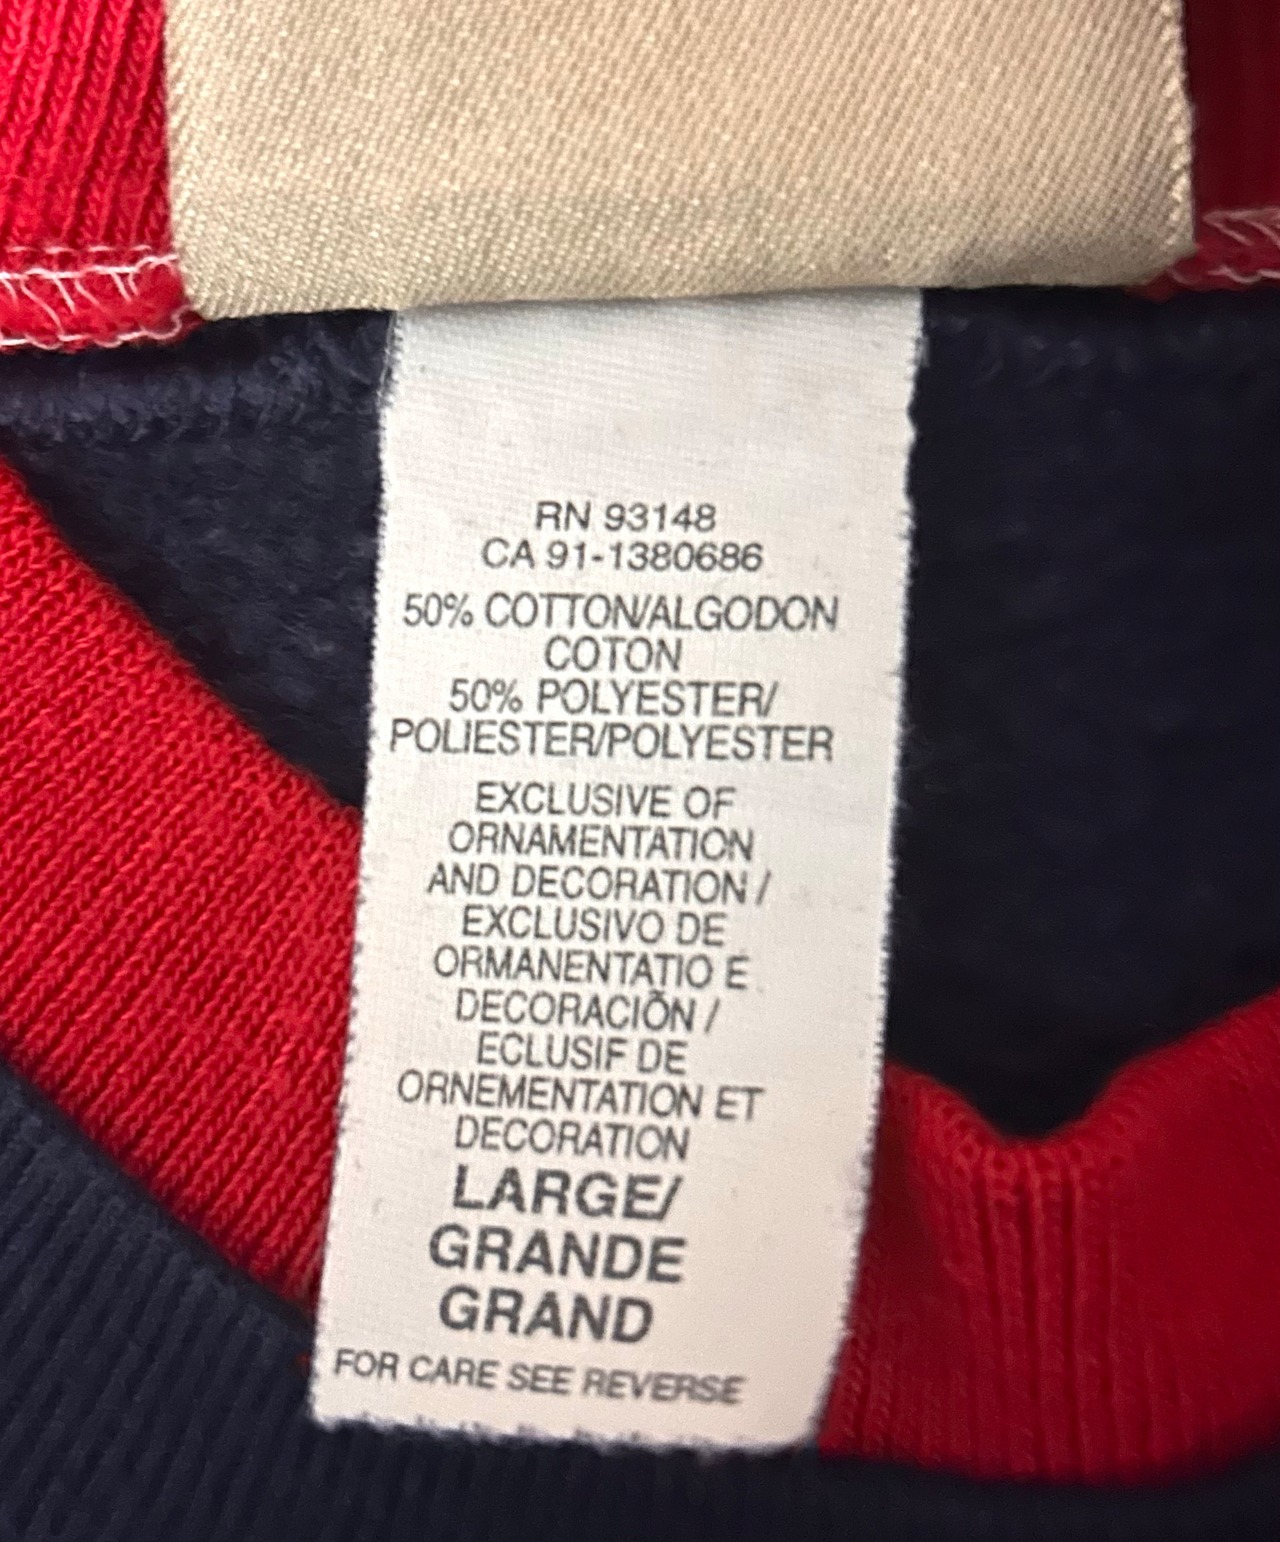 RN 93148
CA 91-1380686
50% COTTON/ALGODON
COTON
50% POLYESTER/
POLIESTER/POLYESTER
EXCLUSIVE OF
ORNAMENTATION
AND DECORATION /
EXCLUSIVO DE
ORMANENTATIO E
DECORACIÕN /
ECLUSIF DE
ORNEMENTATION ET
DECORATION
LARGE/
GRANDE
GRAND
FOR CARE SEE REVERSE